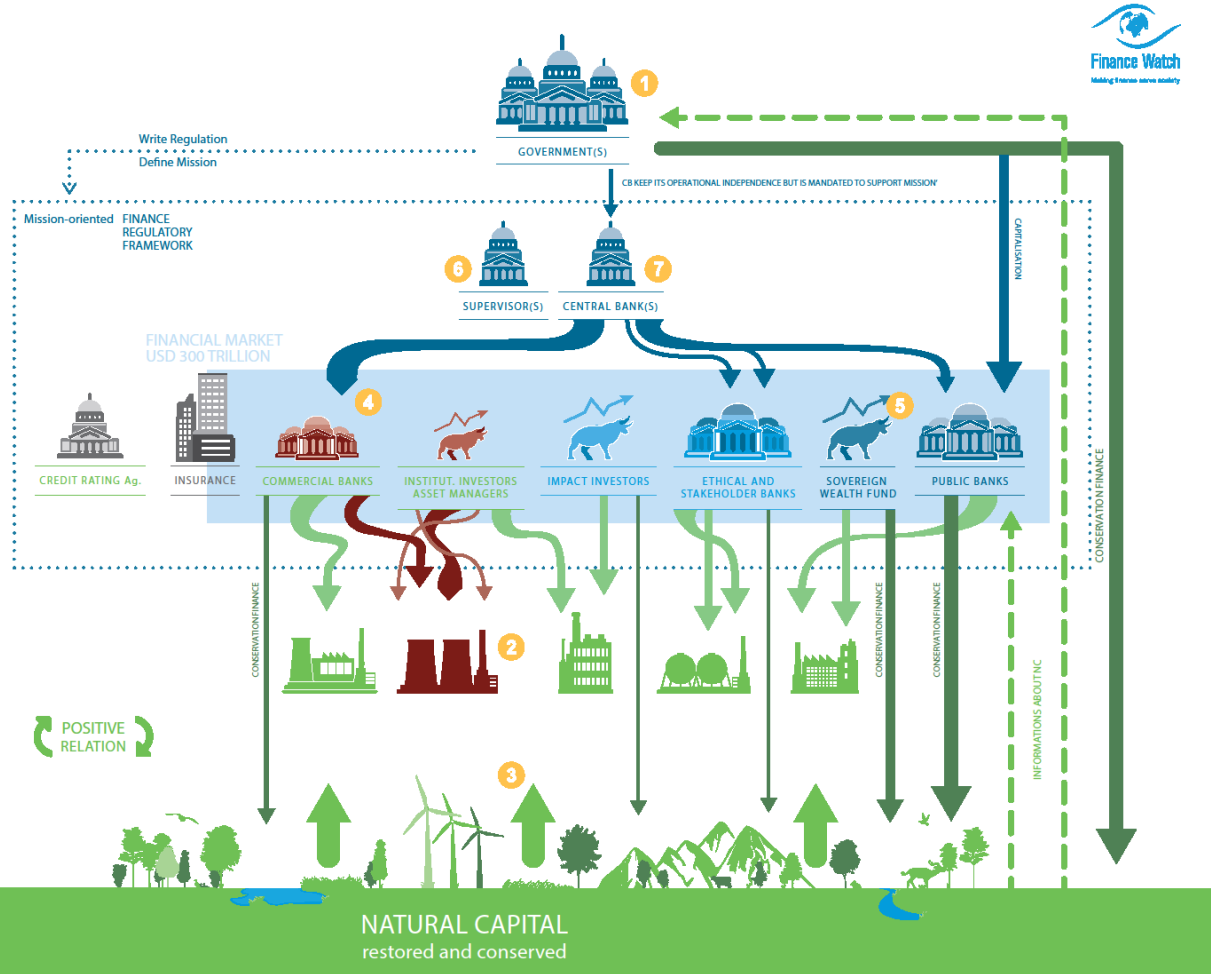 Finance Watch
Making finance serve society
1
GOVERNMENT(S)
Write Regulation
Define Mission
CB KEEP ITS OPERATIONAL INDEPENDENCE BUT IS MANDATED TO SUPPORT MISSION'
Mission-oriented FINANCE
REGULATORY
FRAMEWORK
CAPITALISATION
6
7
SUPERVISOR(S)
CENTRAL BANK(S)
FINANCIAL MARKET
USD 300 TRILLION
4
5
CREDIT RATING Ag.
INSURANCE
COMMERCIAL BANKS
INSTITUT. INVESTORS
ASSET MANAGERS
IMPACT INVESTORS
ETHICAL AND
STAKEHOLDER BANKS
SOVEREIGN
WEALTH FUND
PUBLIC BANKS
CONSERVATION FINANCE
CONSERVATION FINANCE
CONSERVATION FINANCE
CONSERVATION FINANCE
2
INFORMATIONS ABOUT NC
POSITIVE
RELATION
3
NATURAL CAPITAL
restored and conserved